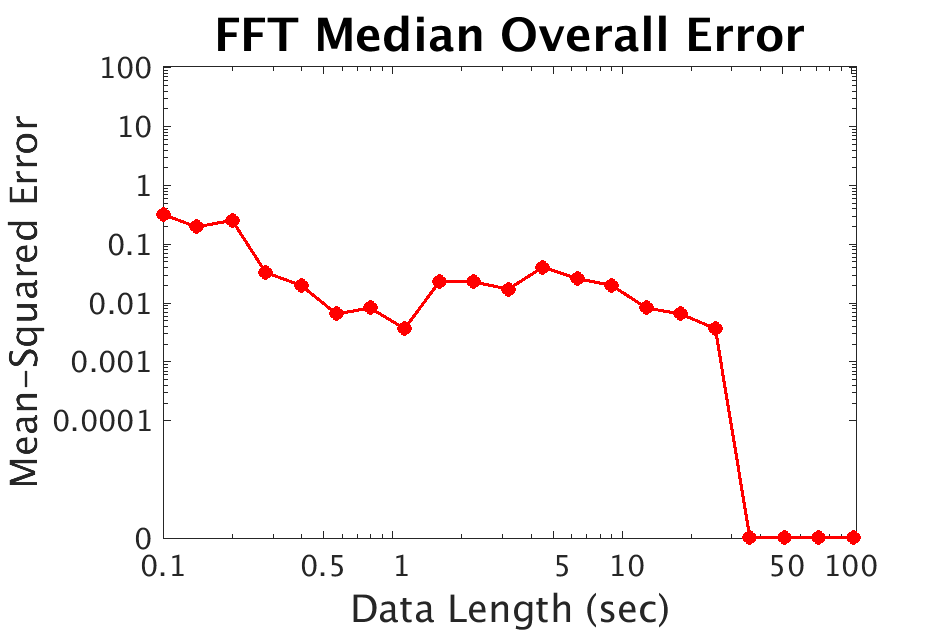 FFT Median Overall Error
100
10
1
0.1
0.01
0.001
0.0001
0
Mean-Squared Error
0.1 0.5 1 5 10 50 100
Data Length (sec)